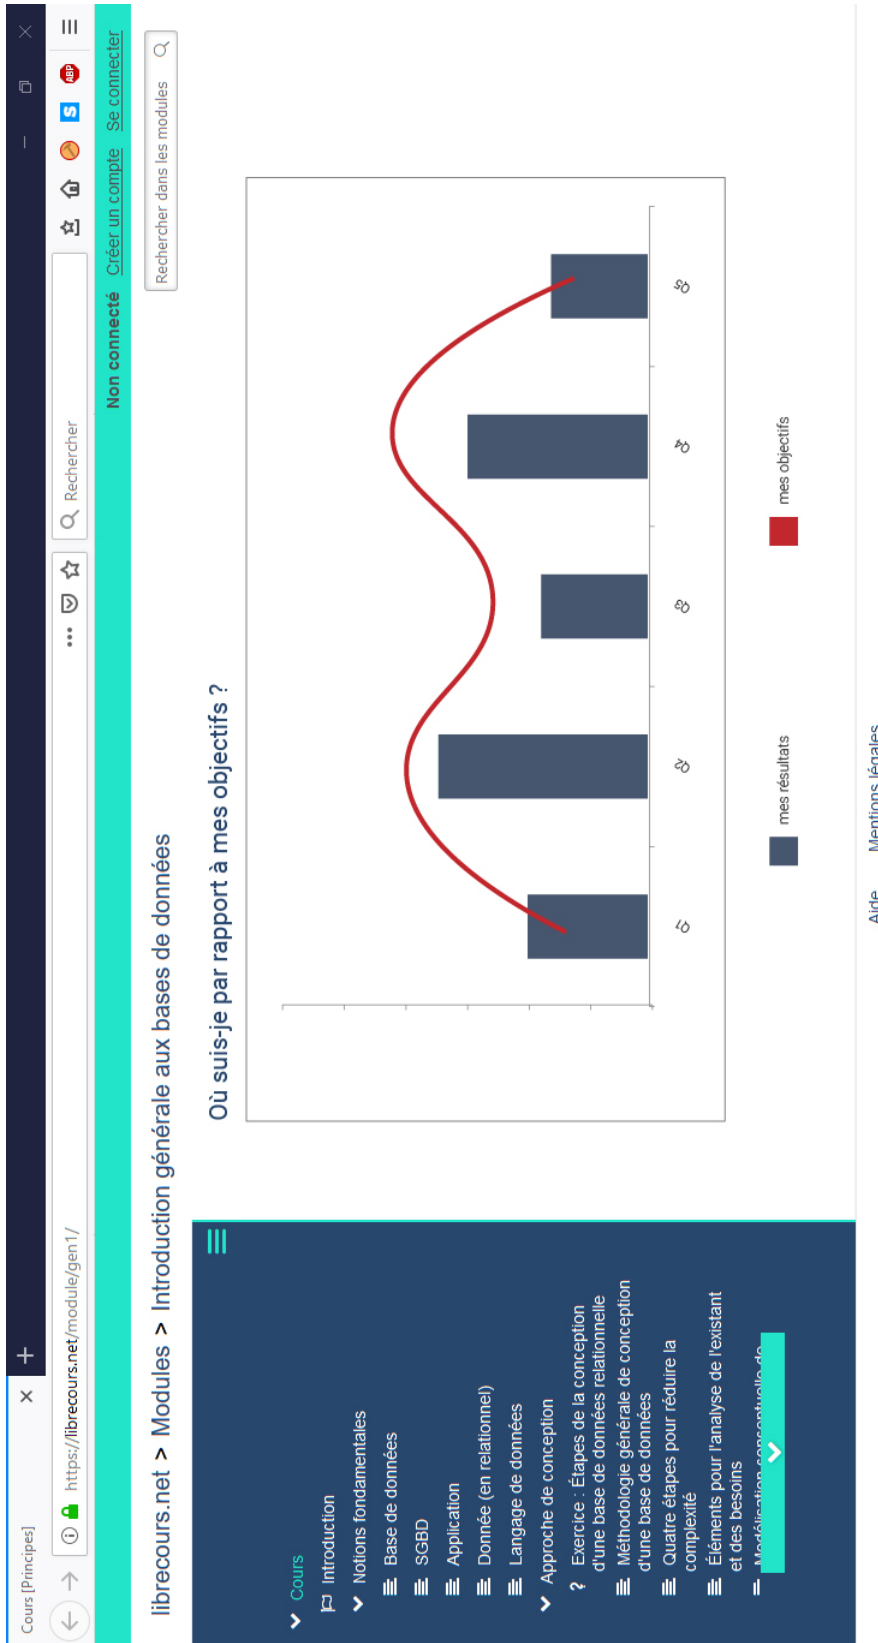 Cours [Principes]
https://librecours.net/module/gen1/
Rechercher
ABP
S
Non connecté Créer un compte Se connecter
librecours.net > Modules > Introduction générale aux bases de données
Rechercher dans les modules
Cours
Introduction
Notions fondamentales
Base de données
SGBD
Application
Donnée (en relationnel)
Langage de données
Approche de conception
? Exercice : Étapes de la conception
d'une base de données relationnelle
Méthodologie générale de conception
d'une base de données
Quatre étapes pour réduire la
complexité
Éléments pour l'analyse de l'existant
et des besoins
Modélisation conceptuelle de
Où suis-je par rapport à mes objectifs ?
Q1 Q2 Q3 Q4 Q5
mes résultats mes objectifs
Aide Mentions légales